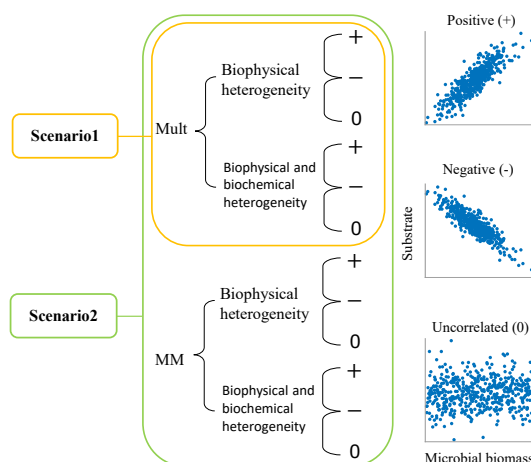 Scenario1
Scenario2
Mult
Biophysical
heterogeneity
+
−
0
Biophysical and
biochemical
heterogeneity
+
−
0
MM
Biophysical
heterogeneity
+
−
0
Biophysical and
biochemical
heterogeneity
+
−
0
Positive (+)
Negative (-)
Uncorrelated (0)
Substrate
Microbial biomass